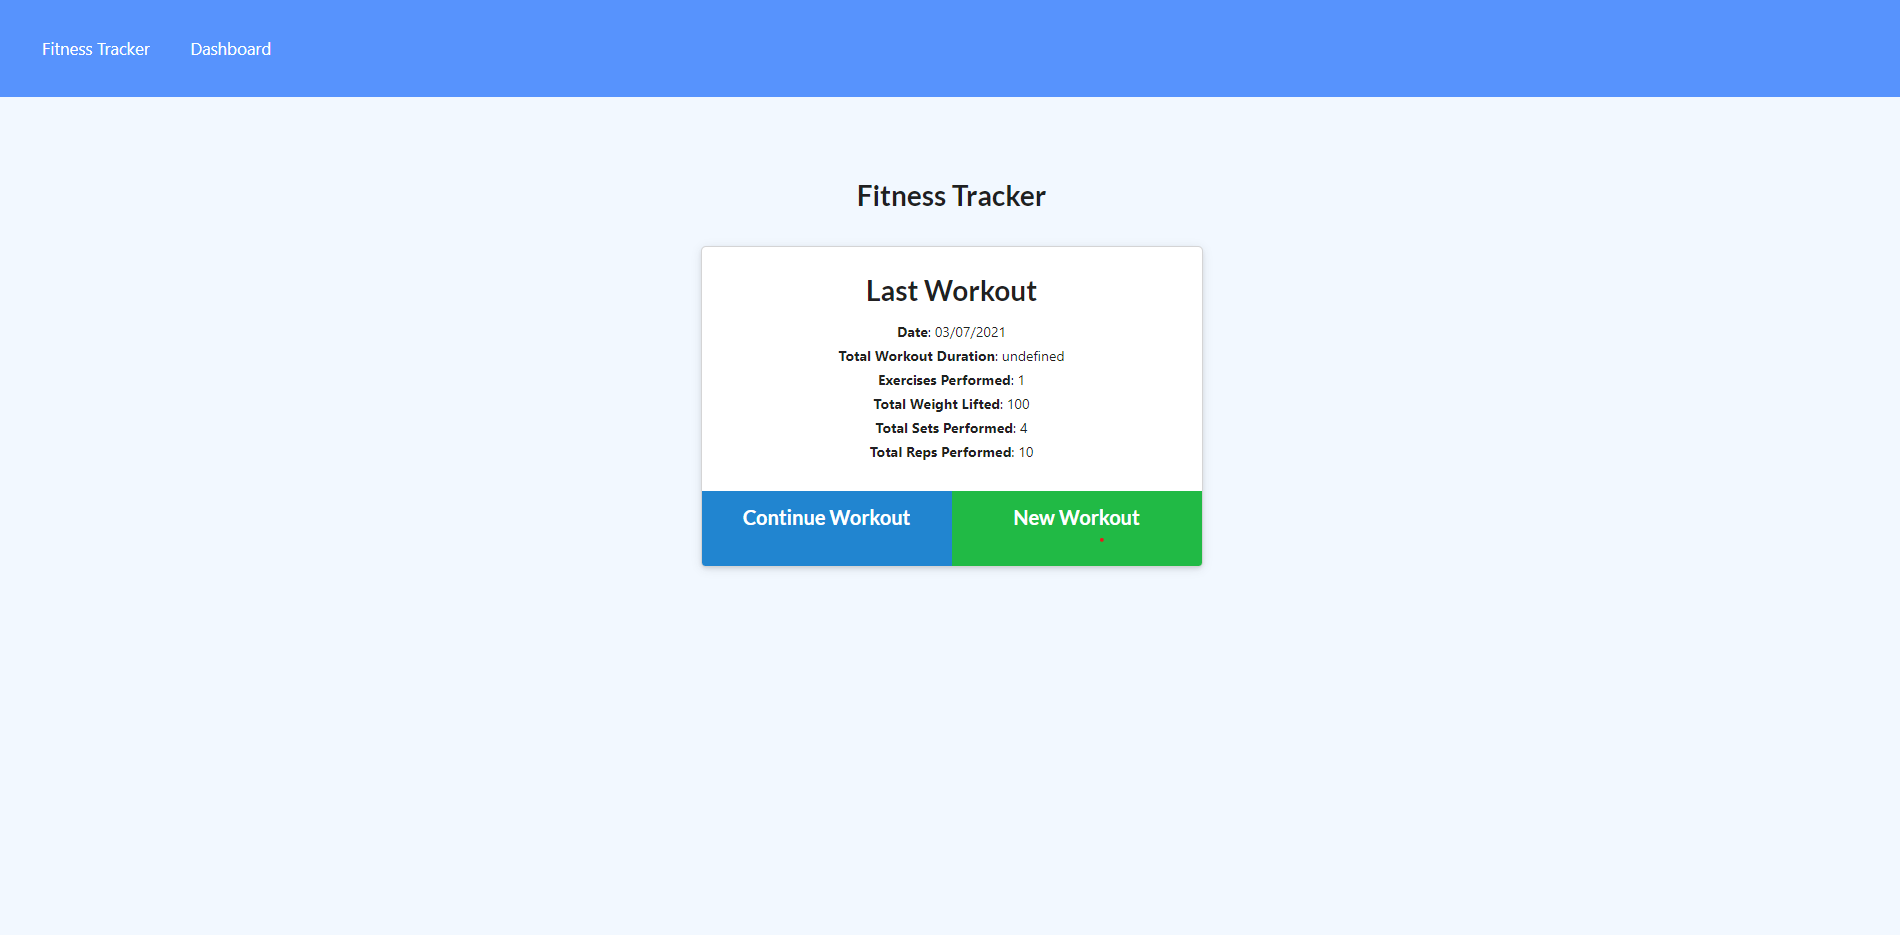 Fitness Tracker Dashboard
Fitness Tracker
Last Workout
Date: 03/07/2021
Total Workout Duration: undefined
Exercises Performed: 1
Total Weight Lifted: 100
Total Sets Performed: 4
Total Reps Performed: 10
Continue Workout New Workout